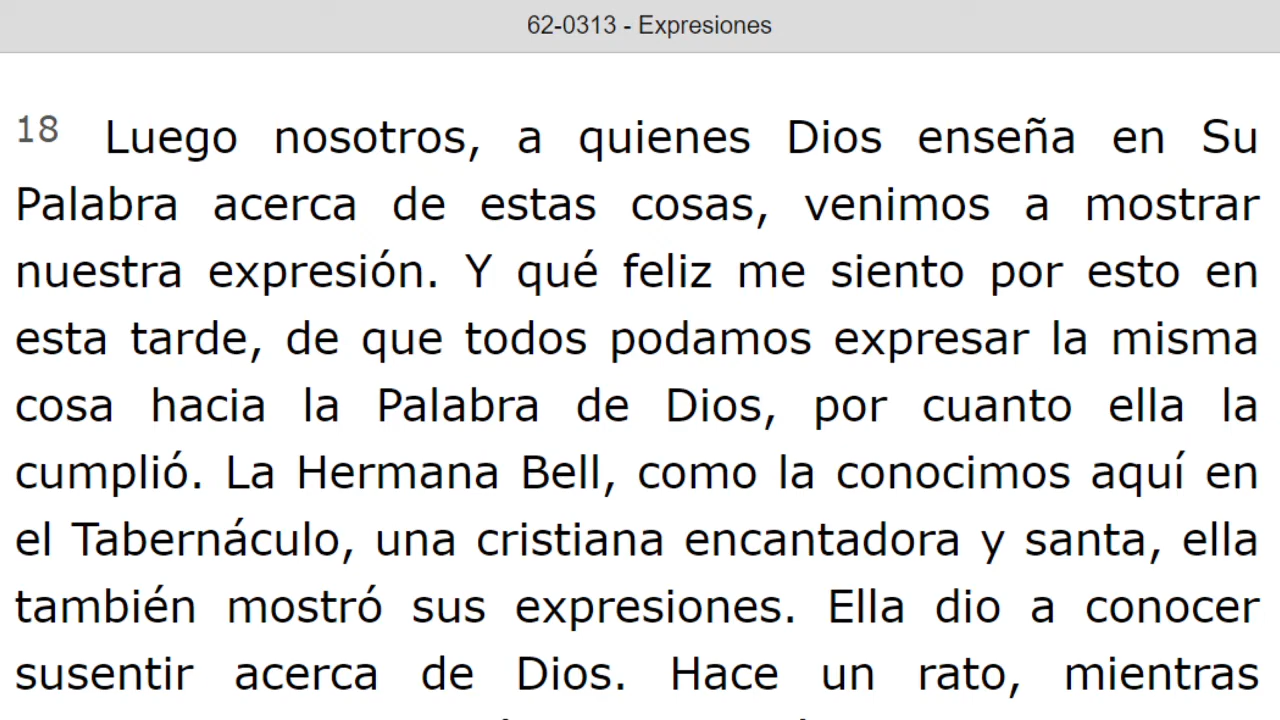 62-0313 - Expresiones
18 Luego nosotros, a quienes Dios enseña en Su
Palabra acerca de estas cosas, venimos a mostrar
nuestra expresión. Y qué feliz me siento por esto en
esta tarde, de que todos podamos expresar la misma
cosa hacia la Palabra de Dios, por cuanto ella la
cumplió. La Hermana Bell, como la conocimos aquí en
el Tabernáculo, una cristiana encantadora y santa, ella
también mostró sus expresiones. Ella dio a conocer
susentir acerca de Dios. Hace un rato, mientras